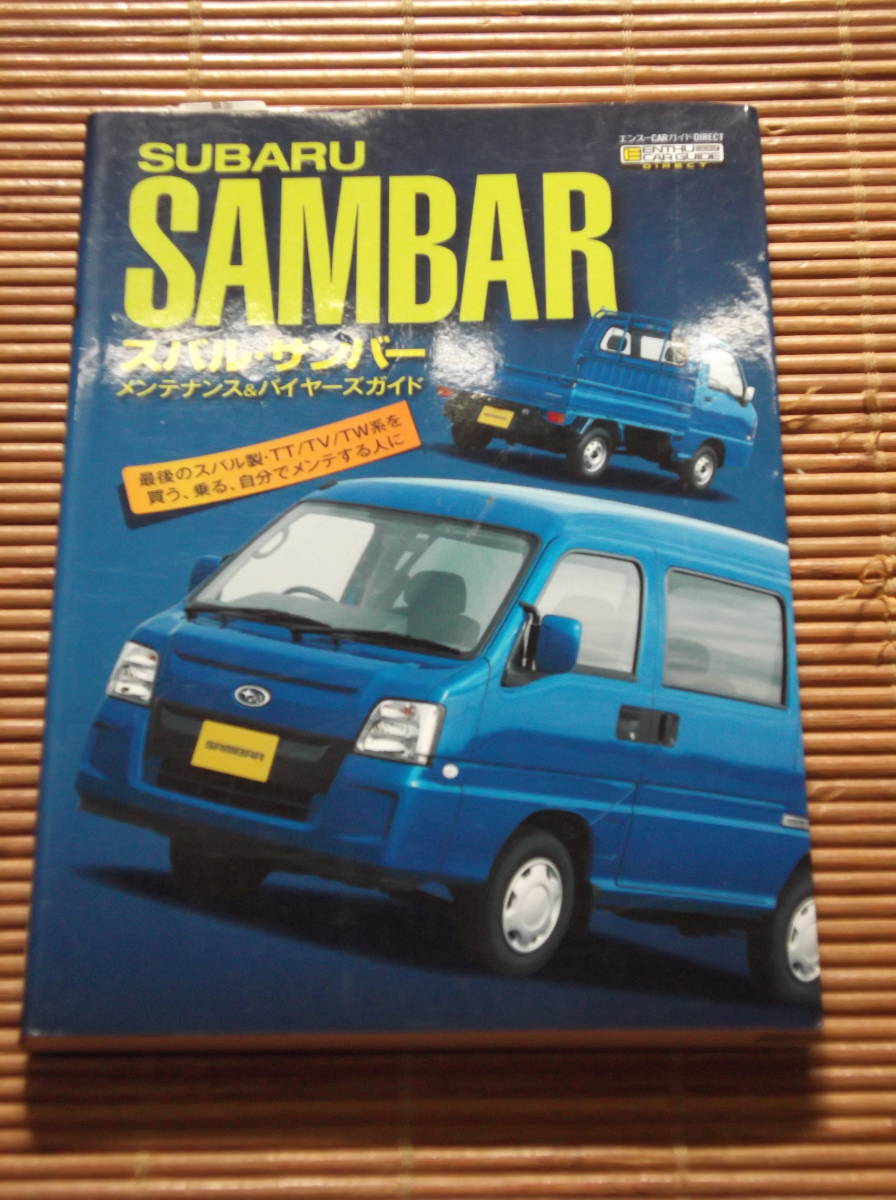 エンスーCARガイドDIRECT
E ENTHU
CAR GUIDE
DIRECT
SUBARU
SAMBAR
スバル・サンバー
メンテナンス&バイヤーズガイド
最後のスバル製・TT/TV/TW系を
買う、乗る、自分でメンテする人に
SAMBAR
SAMBAR